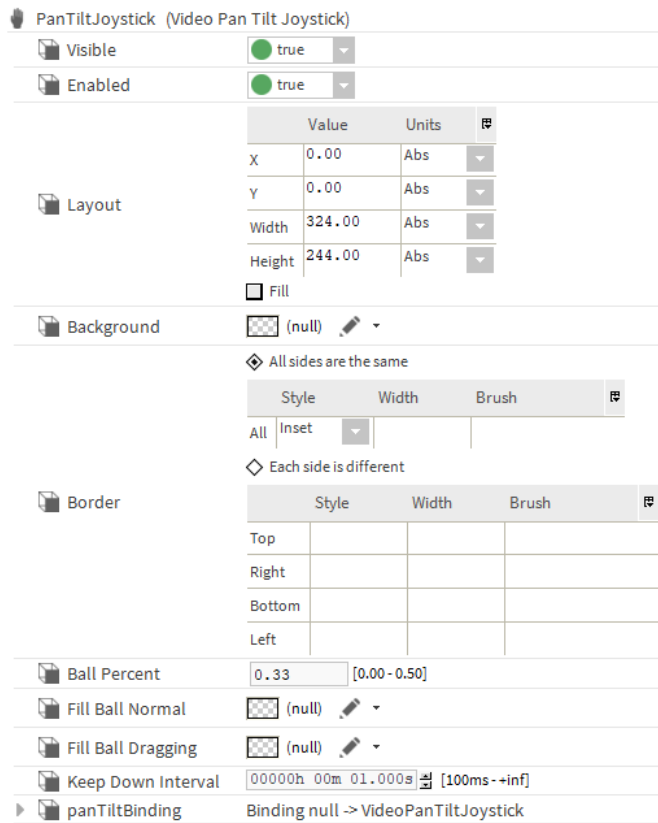 PanTiltJoystick (Video Pan Tilt Joystick)
Visible true
Enabled true
Layout
Value Units
X 0.00 Abs
Y 0.00 Abs
Width 324.00 Abs
Height 244.00 Abs
Fill
Background (null)
Border
All sides are the same
Style Width Brush
All Inset
Each side is different
Style Width Brush
Top
Right
Bottom
Left
Ball Percent 0.33 [0.00 - 0.50]
Fill Ball Normal (null)
Fill Ball Dragging (null)
Keep Down Interval 00000h 00m 01.000s [100ms - +inf]
panTiltBinding Binding null -> VideoPanTiltJoystick